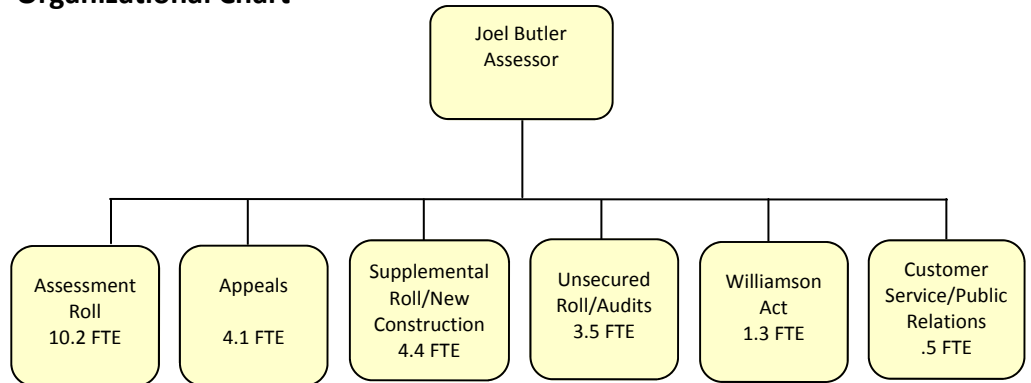 Organizational Chart
Joel Butler
Assessor
Assessment
Roll
10.2 FTE
Appeals
4.1 FTE
Supplemental
Roll/New
Construction
4.4 FTE
Unsecured
Roll/Audits
3.5 FTE
Williamson
Act
1.3 FTE
Customer
Service/Public
Relations
.5 FTE